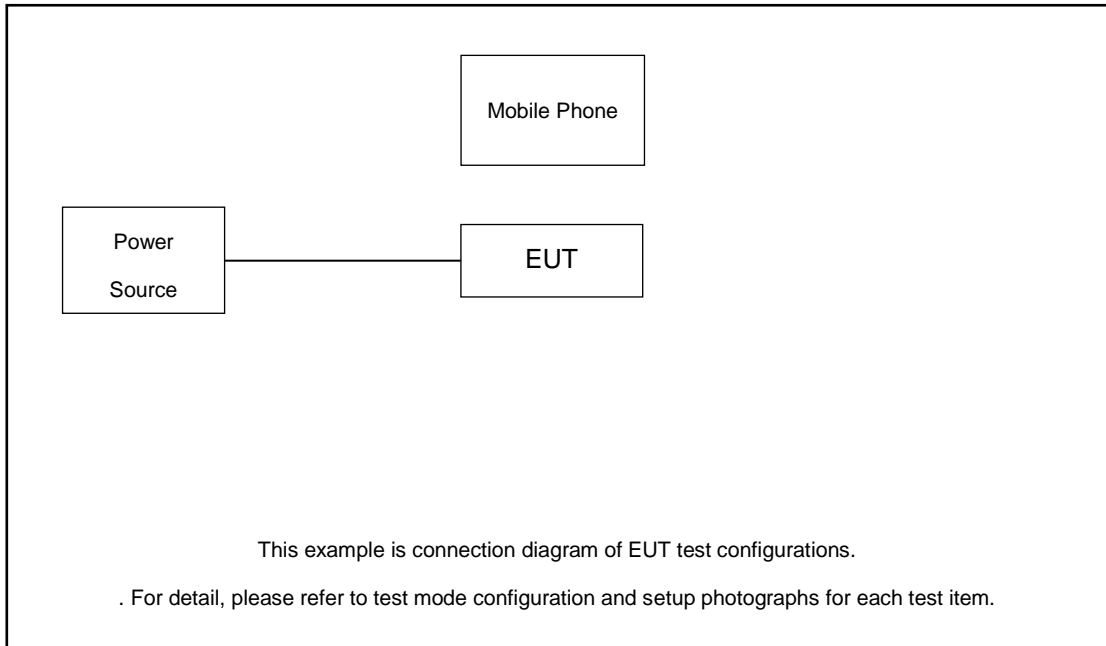 Mobile Phone
Power
Source
EUT
This example is connection diagram of EUT test configurations.
. For detail, please refer to test mode configuration and setup photographs for each test item.